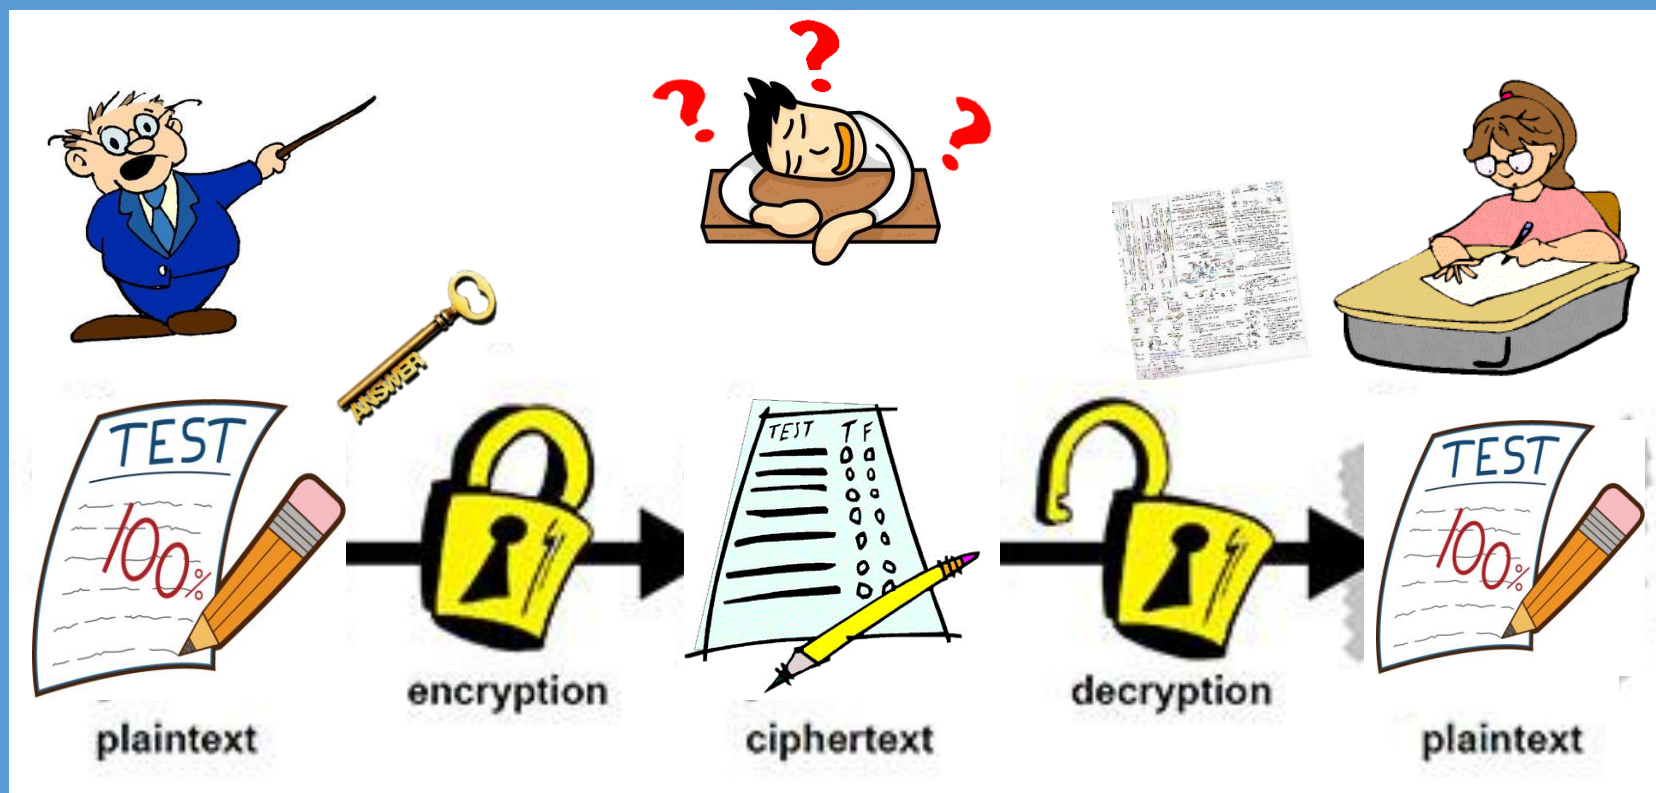 ? ? ?
ANSWER
TEST
100%
TEST T F
TEST
100%
encryption
decryption
plaintext
ciphertext
plaintext